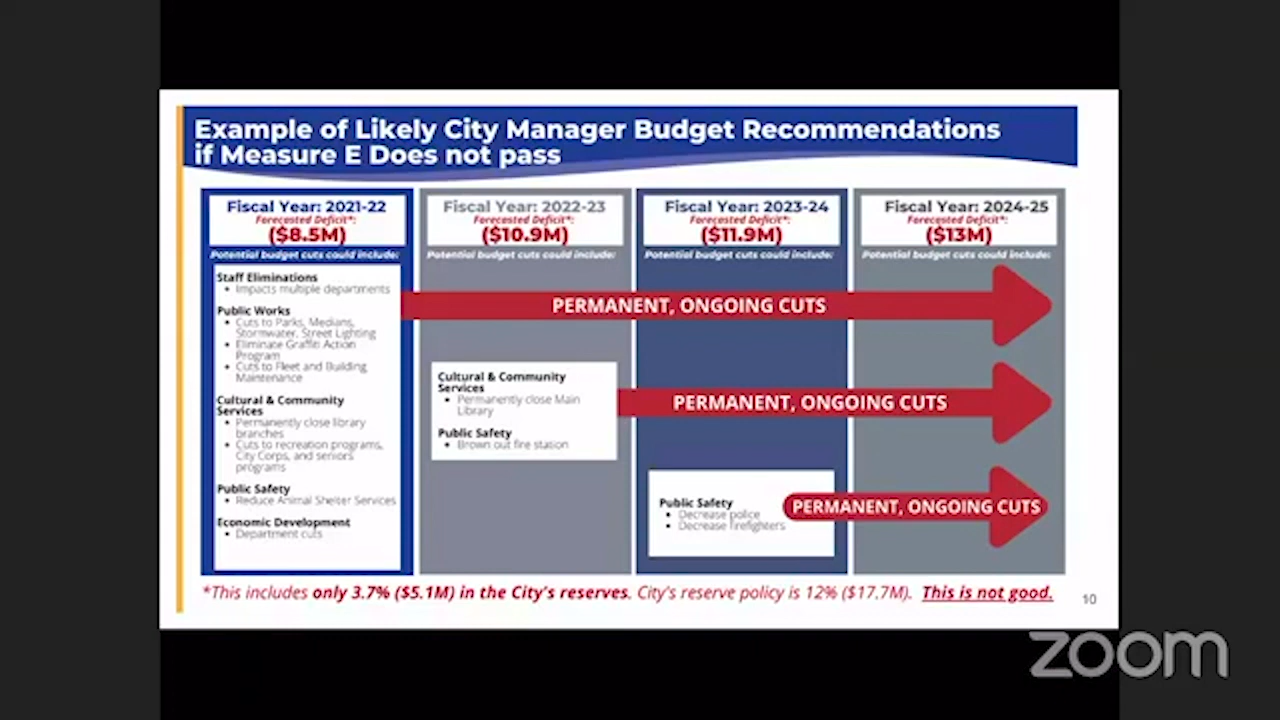 Example of Likely City Manager Budget Recommendations
if Measure E Does not pass
Fiscal Year: 2021-22
Forecasted Deficit*:
($8.5M)
Potential budget cuts could include:
Staff Eliminations
• Impacts multiple departments
Public Works
• Cuts to Parks, Medians,
Stormwater, Street Lighting
• Eliminate Graffiti Action
Program
• Cuts to Fleet and Building
Maintenance
Cultural & Community
Services
• Permanently close library
branches
• Cuts to recreation programs,
City Corps, and seniors
programs
Public Safety
• Reduce Animal Shelter Services
Economic Development
• Department cuts
Fiscal Year: 2022-23
Forecasted Deficit*:
($10.9M)
Potential budget cuts could include:
Cultural & Community
Services
• Permanently close Main
Library
Public Safety
• Brown out fire station
Fiscal Year: 2023-24
Forecasted Deficit*:
($11.9M)
Potential budget cuts could include:
Public Safety
• Decrease police
• Decrease firefighters
Fiscal Year: 2024-25
Forecasted Deficit*:
($13M)
Potential budget cuts could include:
PERMANENT, ONGOING CUTS
PERMANENT, ONGOING CUTS
PERMANENT, ONGOING CUTS
*This includes only 3.7% ($5.1M) in the City's reserves. City's reserve policy is 12% ($17.7M). This is not good.
10
zoom